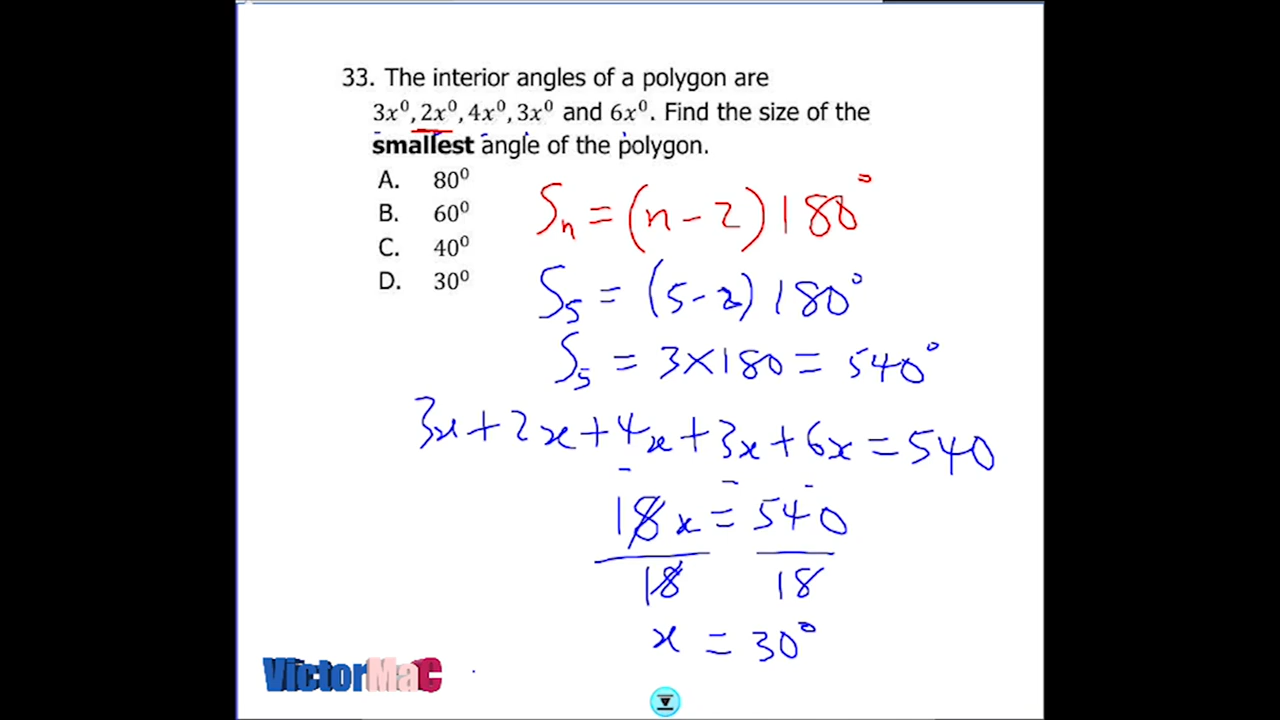 33. The interior angles of a polygon are
3x⁰, 2x⁰, 4x⁰, 3x⁰ and 6x⁰. Find the size of the
smallest angle of the polygon.
A. 80⁰
B. 60⁰
C. 40⁰
D. 30⁰
Sₙ = (n - 2) 180°
S₅ = (5 - 2) 180°
S₅ = 3 × 180 = 540°
3x + 2x + 4x + 3x + 6x = 540
18x = 540
18 18
x = 30°
VictorMaC